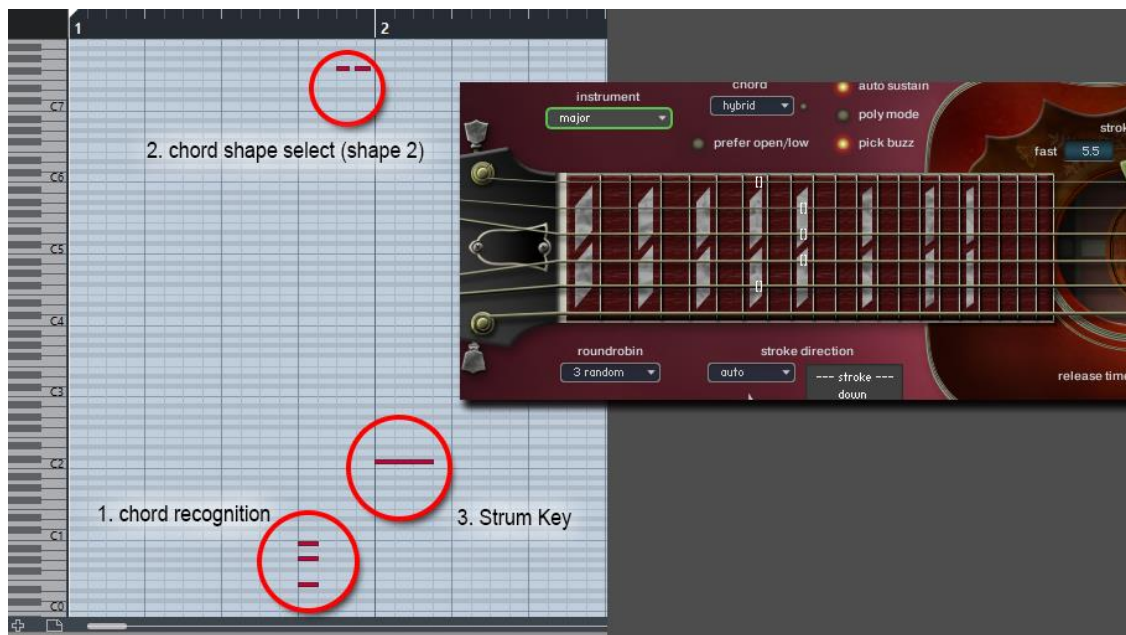 1
2
C7
2. chord shape select (shape 2)
C6
C5
C4
C3
C2
1. chord recognition
3. Strum Key
C1
C0
instrument
major
chord
hybrid
auto sustain
poly mode
prefer open/low
pick buzz
fast
5.5
roundrobin
3 random
stroke direction
auto
--- stroke ---
down